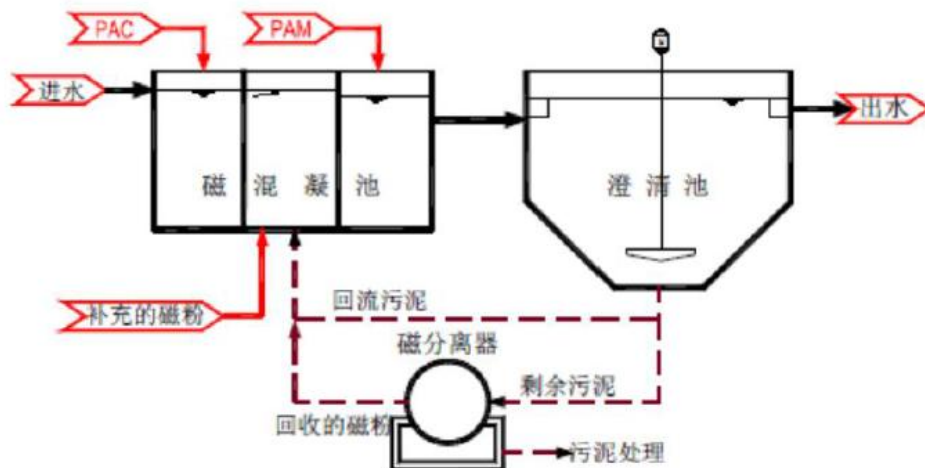 PAC
PAM
进水
出水
磁混凝池
澄清池
回流污泥
补充的磁粉
磁分离器
剩余污泥
回收的磁粉
污泥处理